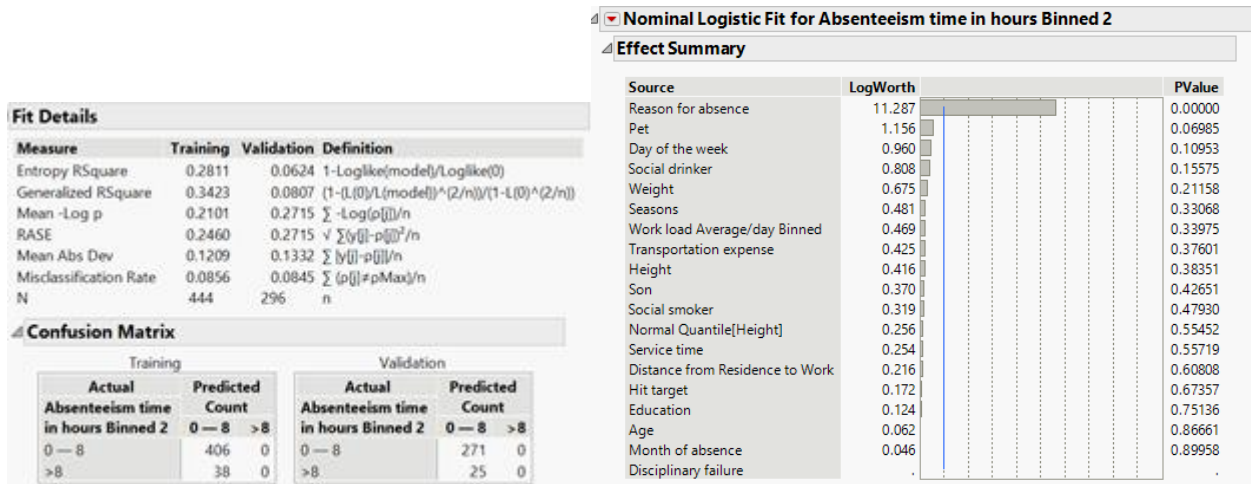 Nominal Logistic Fit for Absenteeism time in hours Binned 2
Effect Summary
Source LogWorth PValue
Reason for absence 11.287 0.00000
Pet 1.156 0.06985
Day of the week 0.960 0.10953
Social drinker 0.808 0.15575
Weight 0.675 0.21158
Seasons 0.481 0.33068
Work load Average/day Binned 0.469 0.33975
Transportation expense 0.425 0.37601
Height 0.416 0.38351
Son 0.370 0.42651
Social smoker 0.319 0.47930
Normal Quantile[Height] 0.256 0.55452
Service time 0.254 0.55719
Distance from Residence to Work 0.216 0.60808
Hit target 0.172 0.67357
Education 0.124 0.75136
Age 0.062 0.86661
Month of absence 0.046 0.89958
Disciplinary failure . .
Fit Details
Measure Training Validation Definition
Entropy RSquare 0.2811 0.0624 1-Loglike(model)/Loglike(0)
Generalized RSquare 0.3423 0.0807 (1-(L(0)/L(model))^(2/n))/(1-L(0)^(2/n))
Mean -Log p 0.2101 0.2715 ∑ -Log(ρ[j])/n
RASE 0.2460 0.2715 √ ∑(y[j]-ρ[j])²/n
Mean Abs Dev 0.1209 0.1332 ∑ |y[j]-ρ[j]|/n
Misclassification Rate 0.0856 0.0845 ∑ (ρ[j]≠ρMax)/n
N 444 296 n
Confusion Matrix
Training
Actual Predicted
Absenteeism time Count
in hours Binned 2 0 — 8 >8
0 — 8 406 0
>8 38 0
Validation
Actual Predicted
Absenteeism time Count
in hours Binned 2 0 — 8 >8
0 — 8 271 0
>8 25 0